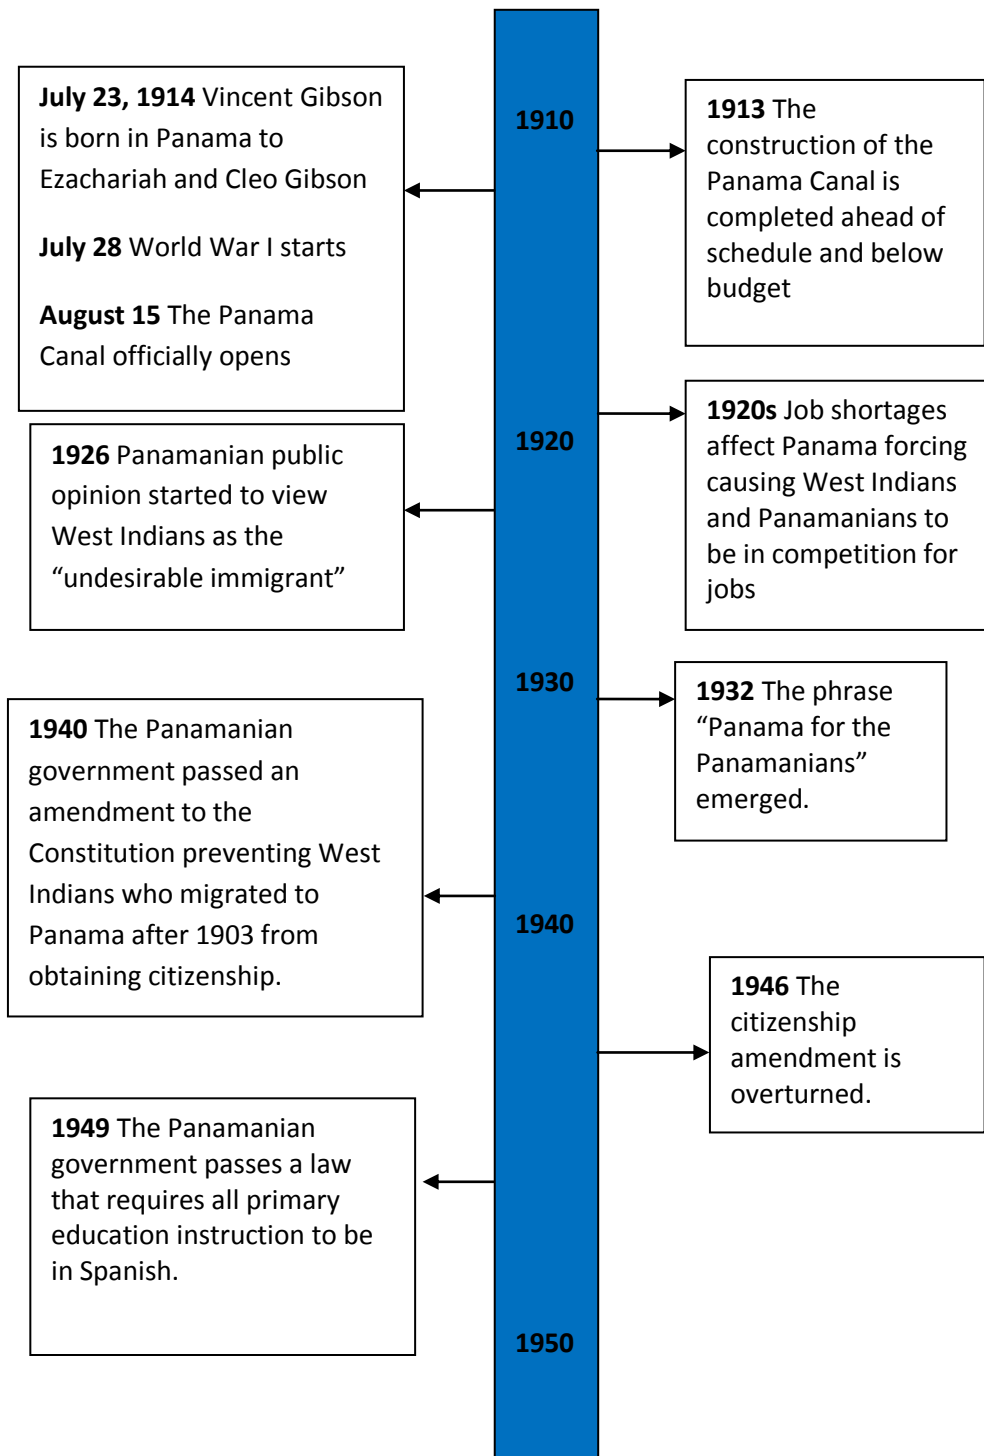 1910
July 23, 1914 Vincent Gibson
is born in Panama to
Ezachariah and Cleo Gibson
July 28 World War I starts
August 15 The Panama
Canal officially opens
1913 The
construction of the
Panama Canal is
completed ahead of
schedule and below
budget
1920
1920s Job shortages
affect Panama forcing
causing West Indians
and Panamanians to
be in competition for
jobs
1926 Panamanian public
opinion started to view
West Indians as the
“undesirable immigrant”
1930
1932 The phrase
“Panama for the
Panamanians”
emerged.
1940 The Panamanian
government passed an
amendment to the
Constitution preventing West
Indians who migrated to
Panama after 1903 from
obtaining citizenship.
1940
1946 The
citizenship
amendment is
overturned.
1949 The Panamanian
government passes a law
that requires all primary
education instruction to be
in Spanish.
1950